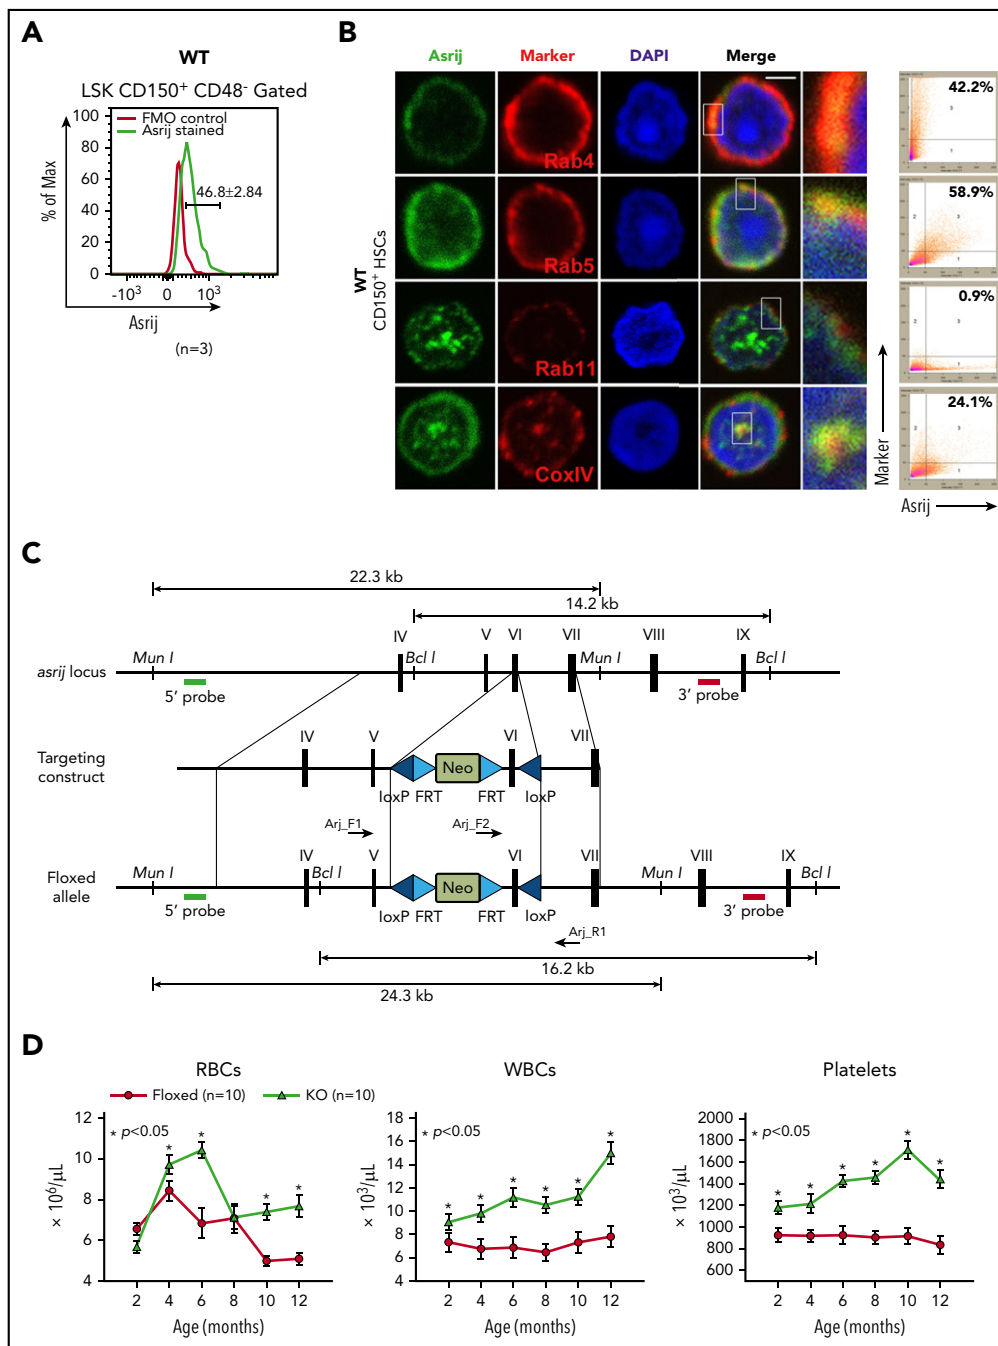 A
WT
LSK CD150+ CD48- Gated
FMO control
Asrij stained
46.8±2.84
% of Max
100
80
60
40
20
0
-10³ 0 10³
Asrij
(n=3)
B
Asrij Marker DAPI Merge
WT
CD150+ HSCs
Rab4
42.2%
Rab5
58.9%
Rab11
0.9%
CoxIV
24.1%
Marker
Asrij
C
22.3 kb
14.2 kb
IV V VI VII VIII IX
Mun I Bcl I Mun I Bcl I
asrij locus
5' probe 3' probe
IV V VI VII
Targeting
construct
Neo
loxP FRT FRT loxP
Arj_F1 Arj_F2
IV V VI VII VIII IX
Mun I Bcl I Mun I Bcl I
Floxed
allele
Neo
5' probe loxP FRT FRT loxP 3' probe
Arj_R1
16.2 kb
24.3 kb
D
RBCs
Floxed (n=10) KO (n=10)
* p<0.05
× 10⁶/µL
12
10
8
6
4
* * * *
2 4 6 8 10 12
Age (months)
WBCs
* p<0.05
× 10³/µL
18
16
14
12
10
8
6
4
* * * * * *
2 4 6 8 10 12
Age (months)
Platelets
* p<0.05
× 10³/µL
2000
1800
1600
1400
1200
1000
800
600
* * * * * *
2 4 6 8 10 12
Age (months)